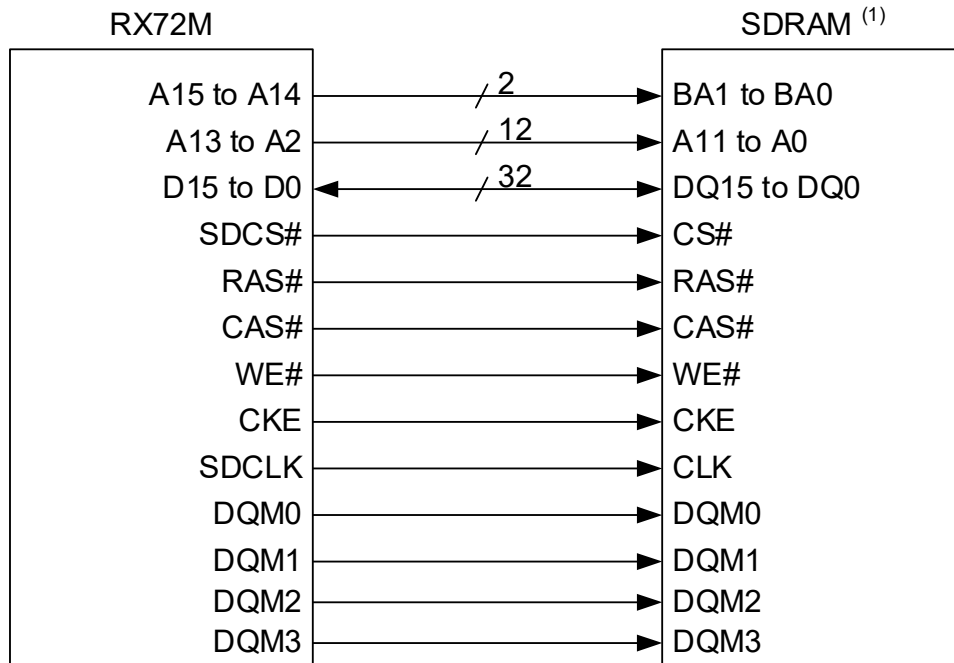 RX72M SDRAM (1)
A15 to A14 2 BA1 to BA0
A13 to A2 12 A11 to A0
D15 to D0 32 DQ15 to DQ0
SDCS# CS#
RAS# RAS#
CAS# CAS#
WE# WE#
CKE CKE
SDCLK CLK
DQM0 DQM0
DQM1 DQM1
DQM2 DQM2
DQM3 DQM3